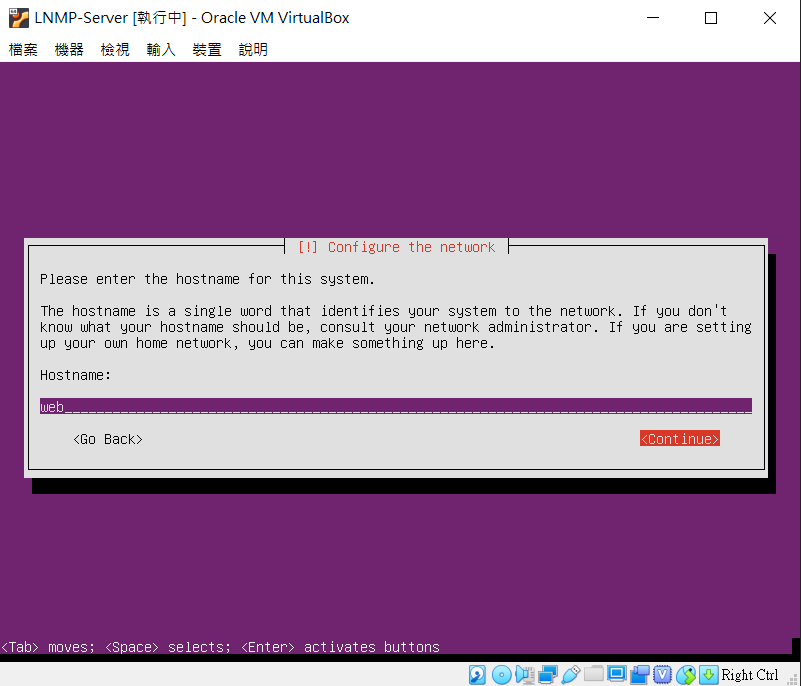 LNMP-Server [執行中] - Oracle VM VirtualBox
檔案 機器 檢視 輸入 裝置 說明
[!] Configure the network
Please enter the hostname for this system.
The hostname is a single word that identifies your system to the network. If you don't
know what your hostname should be, consult your network administrator. If you are setting
up your own home network, you can make something up here.
Hostname:
web
<Go Back> <Continue>
<Tab> moves; <Space> selects; <Enter> activates buttons
Right Ctrl